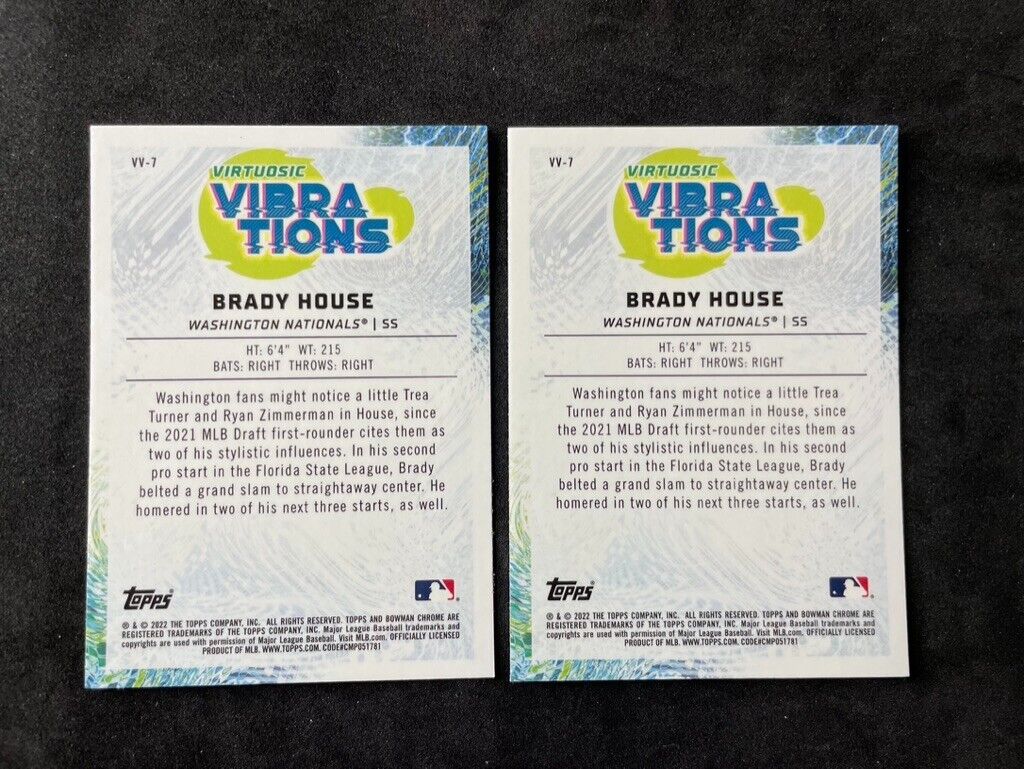 VV-7
VIRTUOSIC
VIBRA
TIONS
BRADY HOUSE
WASHINGTON NATIONALS® | SS
HT: 6'4" WT: 215
BATS: RIGHT THROWS: RIGHT
Washington fans might notice a little Trea
Turner and Ryan Zimmerman in House, since
the 2021 MLB Draft first-rounder cites them as
two of his stylistic influences. In his second
pro start in the Florida State League, Brady
belted a grand slam to straightaway center. He
homered in two of his next three starts, as well.
Topps®
® & © 2022 THE TOPPS COMPANY, INC. ALL RIGHTS RESERVED. TOPPS AND BOWMAN CHROME ARE
REGISTERED TRADEMARKS OF THE TOPPS COMPANY, INC. Major League Baseball trademarks and
copyrights are used with permission of Major League Baseball. Visit MLB.com. OFFICIALLY LICENSED
PRODUCT OF MLB. WWW.TOPPS.COM. CODE#CMP051781
VV-7
VIRTUOSIC
VIBRA
TIONS
BRADY HOUSE
WASHINGTON NATIONALS® | SS
HT: 6'4" WT: 215
BATS: RIGHT THROWS: RIGHT
Washington fans might notice a little Trea
Turner and Ryan Zimmerman in House, since
the 2021 MLB Draft first-rounder cites them as
two of his stylistic influences. In his second
pro start in the Florida State League, Brady
belted a grand slam to straightaway center. He
homered in two of his next three starts, as well.
Topps®
® & © 2022 THE TOPPS COMPANY, INC. ALL RIGHTS RESERVED. TOPPS AND BOWMAN CHROME ARE
REGISTERED TRADEMARKS OF THE TOPPS COMPANY, INC. Major League Baseball trademarks and
copyrights are used with permission of Major League Baseball. Visit MLB.com. OFFICIALLY LICENSED
PRODUCT OF MLB. WWW.TOPPS.COM. CODE#CMP051781